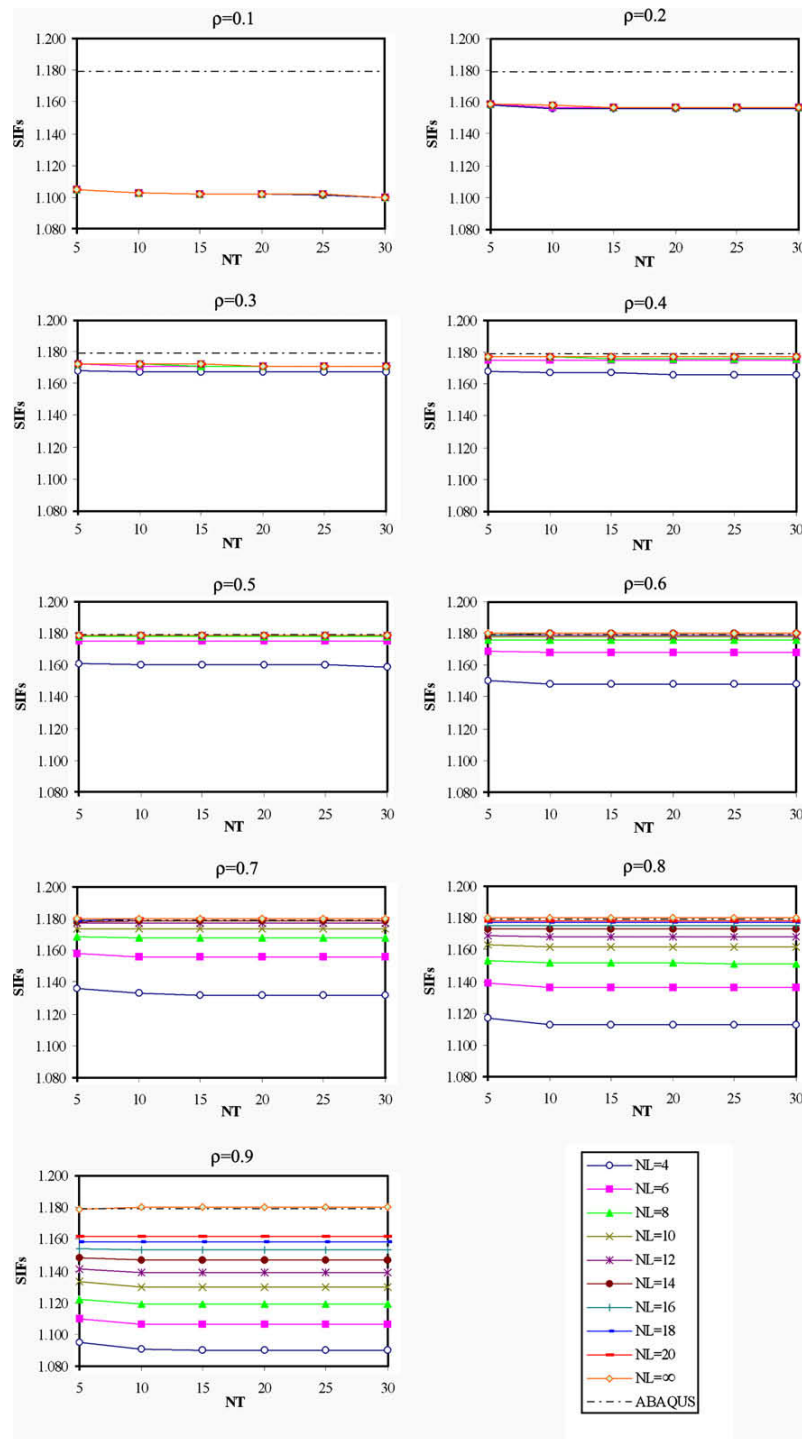 ρ=0.1
1.200
1.180
1.160
1.140
1.120
1.100
1.080
SIFs
5 10 15 20 25 30
NT
ρ=0.2
1.200
1.180
1.160
1.140
1.120
1.100
1.080
SIFs
5 10 15 20 25 30
NT
ρ=0.3
1.200
1.180
1.160
1.140
1.120
1.100
1.080
SIFs
5 10 15 20 25 30
NT
ρ=0.4
1.200
1.180
1.160
1.140
1.120
1.100
1.080
SIFs
5 10 15 20 25 30
NT
ρ=0.5
1.200
1.180
1.160
1.140
1.120
1.100
1.080
SIFs
5 10 15 20 25 30
NT
ρ=0.6
1.200
1.180
1.160
1.140
1.120
1.100
1.080
SIFs
5 10 15 20 25 30
NT
ρ=0.7
1.200
1.180
1.160
1.140
1.120
1.100
1.080
SIFs
5 10 15 20 25 30
NT
ρ=0.8
1.200
1.180
1.160
1.140
1.120
1.100
1.080
SIFs
5 10 15 20 25 30
NT
ρ=0.9
1.200
1.180
1.160
1.140
1.120
1.100
1.080
SIFs
5 10 15 20 25 30
NT
NL=4
NL=6
NL=8
NL=10
NL=12
NL=14
NL=16
NL=18
NL=20
NL=∞
ABAQUS